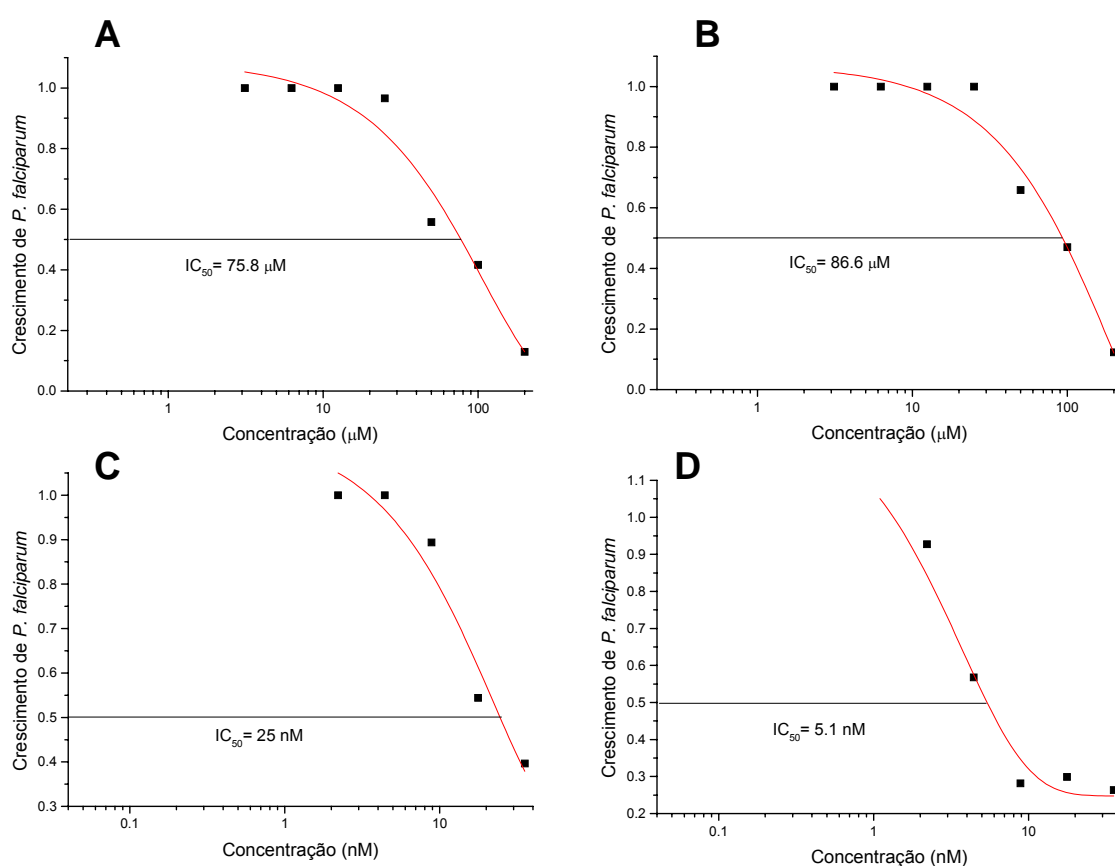 A
Crescimento de P. falciparum
1.0
0.8
0.6
0.4
0.2
0.0
IC50= 75.8 μM
1
10
100
Concentração (μM)
B
Crescimento de P. falciparum
1.0
0.8
0.6
0.4
0.2
0.0
IC50= 86.6 μM
1
10
100
Concentração (μM)
C
Crescimento de P. falciparum
1.0
0.9
0.8
0.7
0.6
0.5
0.4
0.3
IC50= 25 nM
0.1
1
10
Concentração (nM)
D
Crescimento de P. falciparum
1.1
1.0
0.9
0.8
0.7
0.6
0.5
0.4
0.3
0.2
IC50= 5.1 nM
0.1
1
10
Concentração (nM)